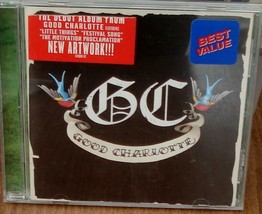 THE DEBUT ALBUM FROM
GOOD CHARLOTTE
"LITTLE THINGS" "FESTIVAL SONG"
"THE MOTIVATION PROCLAMATION"
NEW ARTWORK!!!
BEST
VALUE
GC
GOOD CHARLOTTE